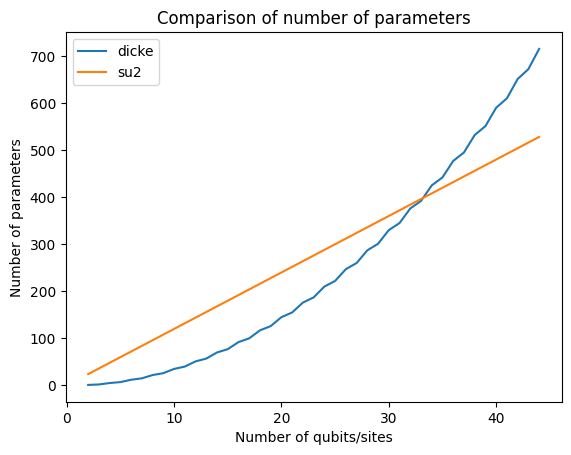 Comparison of number of parameters
dicke
su2
Number of parameters
700
600
500
400
300
200
100
0
0
10
20
30
40
Number of qubits/sites